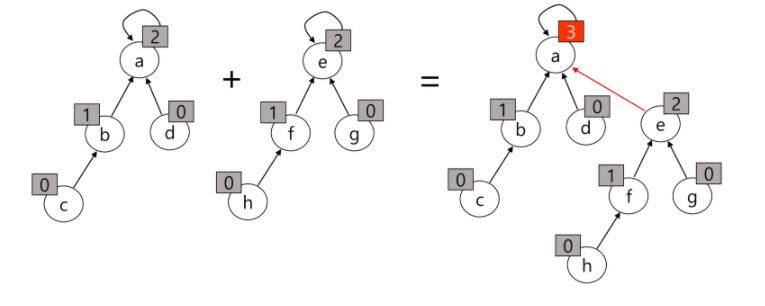 2 2 3
a + e = a
1 0 1 0 1 0 2
b d f g b d e
0 0 0 1 0
c h c f g
0
h